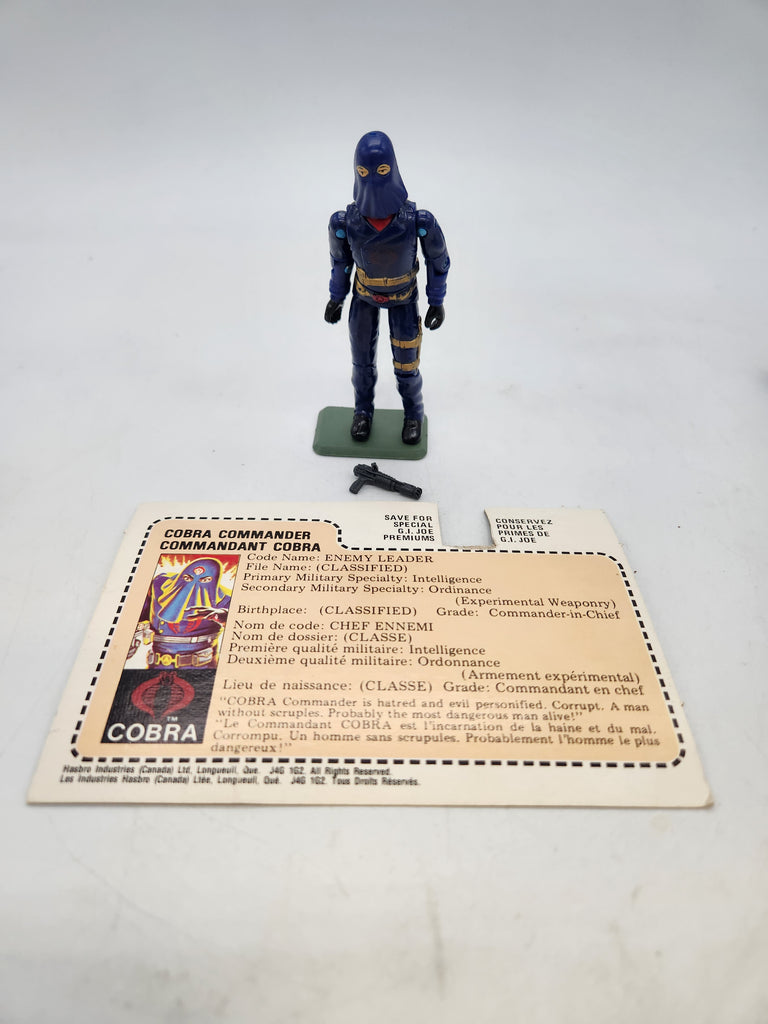 SAVE FOR
SPECIAL
G.I. JOE
PREMIUMS
CONSERVEZ
POUR LES
PRIMES DE
G.I. JOE
COBRA COMMANDER
COMMANDANT COBRA
Code Name: ENEMY LEADER
File Name: (CLASSIFIED)
Primary Military Specialty: Intelligence
Secondary Military Specialty: Ordinance
(Experimental Weaponry)
Birthplace: (CLASSIFIED) Grade: Commander-in-Chief
Nom de code: CHEF ENNEMI
Nom de dossier: (CLASSE)
Première qualité militaire: Intelligence
Deuxième qualité militaire: Ordonnance
(Armement expérimental)
Lieu de naissance: (CLASSE) Grade: Commandant en chef
"COBRA Commander is hatred and evil personified. Corrupt. A man
without scruples. Probably the most dangerous man alive!"
"Le Commandant COBRA est l'incarnation de la haine et du mal.
Corrompu. Un homme sans scrupules. Probablement l'homme le plus
dangereux!"
TM
COBRA
Hasbro Industries (Canada) Ltd, Longueuil, Que. J4G 1G2. All Rights Reserved.
Les Industries Hasbro (Canada) Ltée, Longueuil, Qué. J4G 1G2. Tous Droits Réservés.